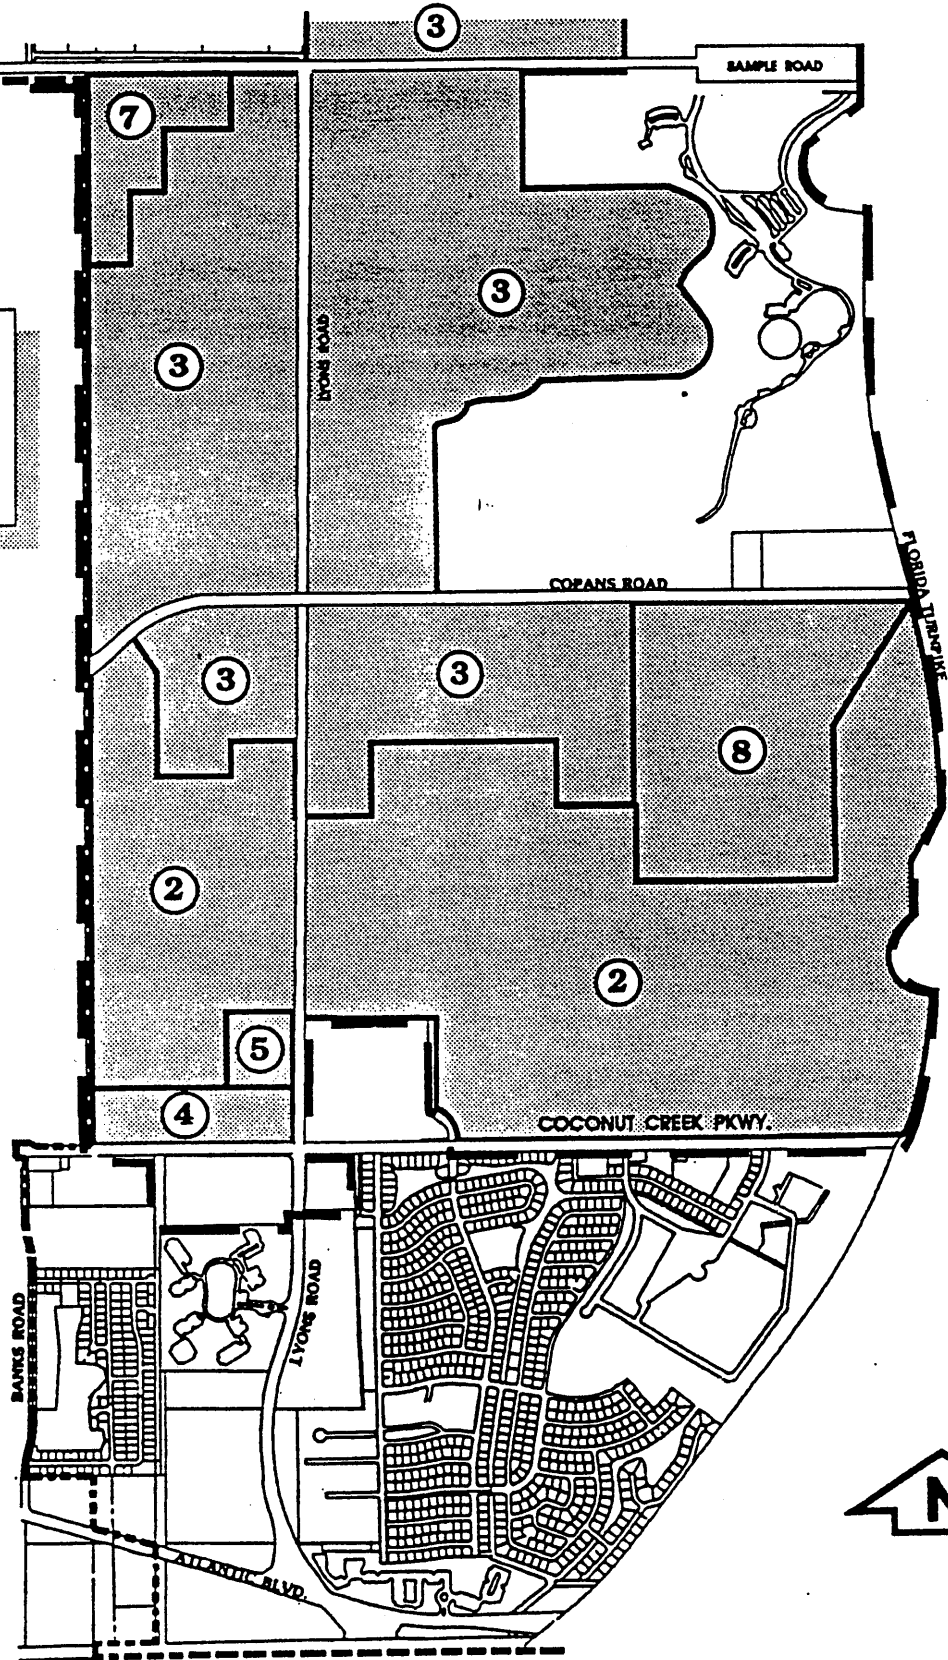 3
SAMPLE ROAD
7
3
3
LYONS ROAD
COPANS ROAD
FLORIDA TURNPIKE
3
3
8
2
2
5
4
COCONUT CREEK PKWY.
BANKS ROAD
LYONS ROAD
N
ATLANTIC BLVD.